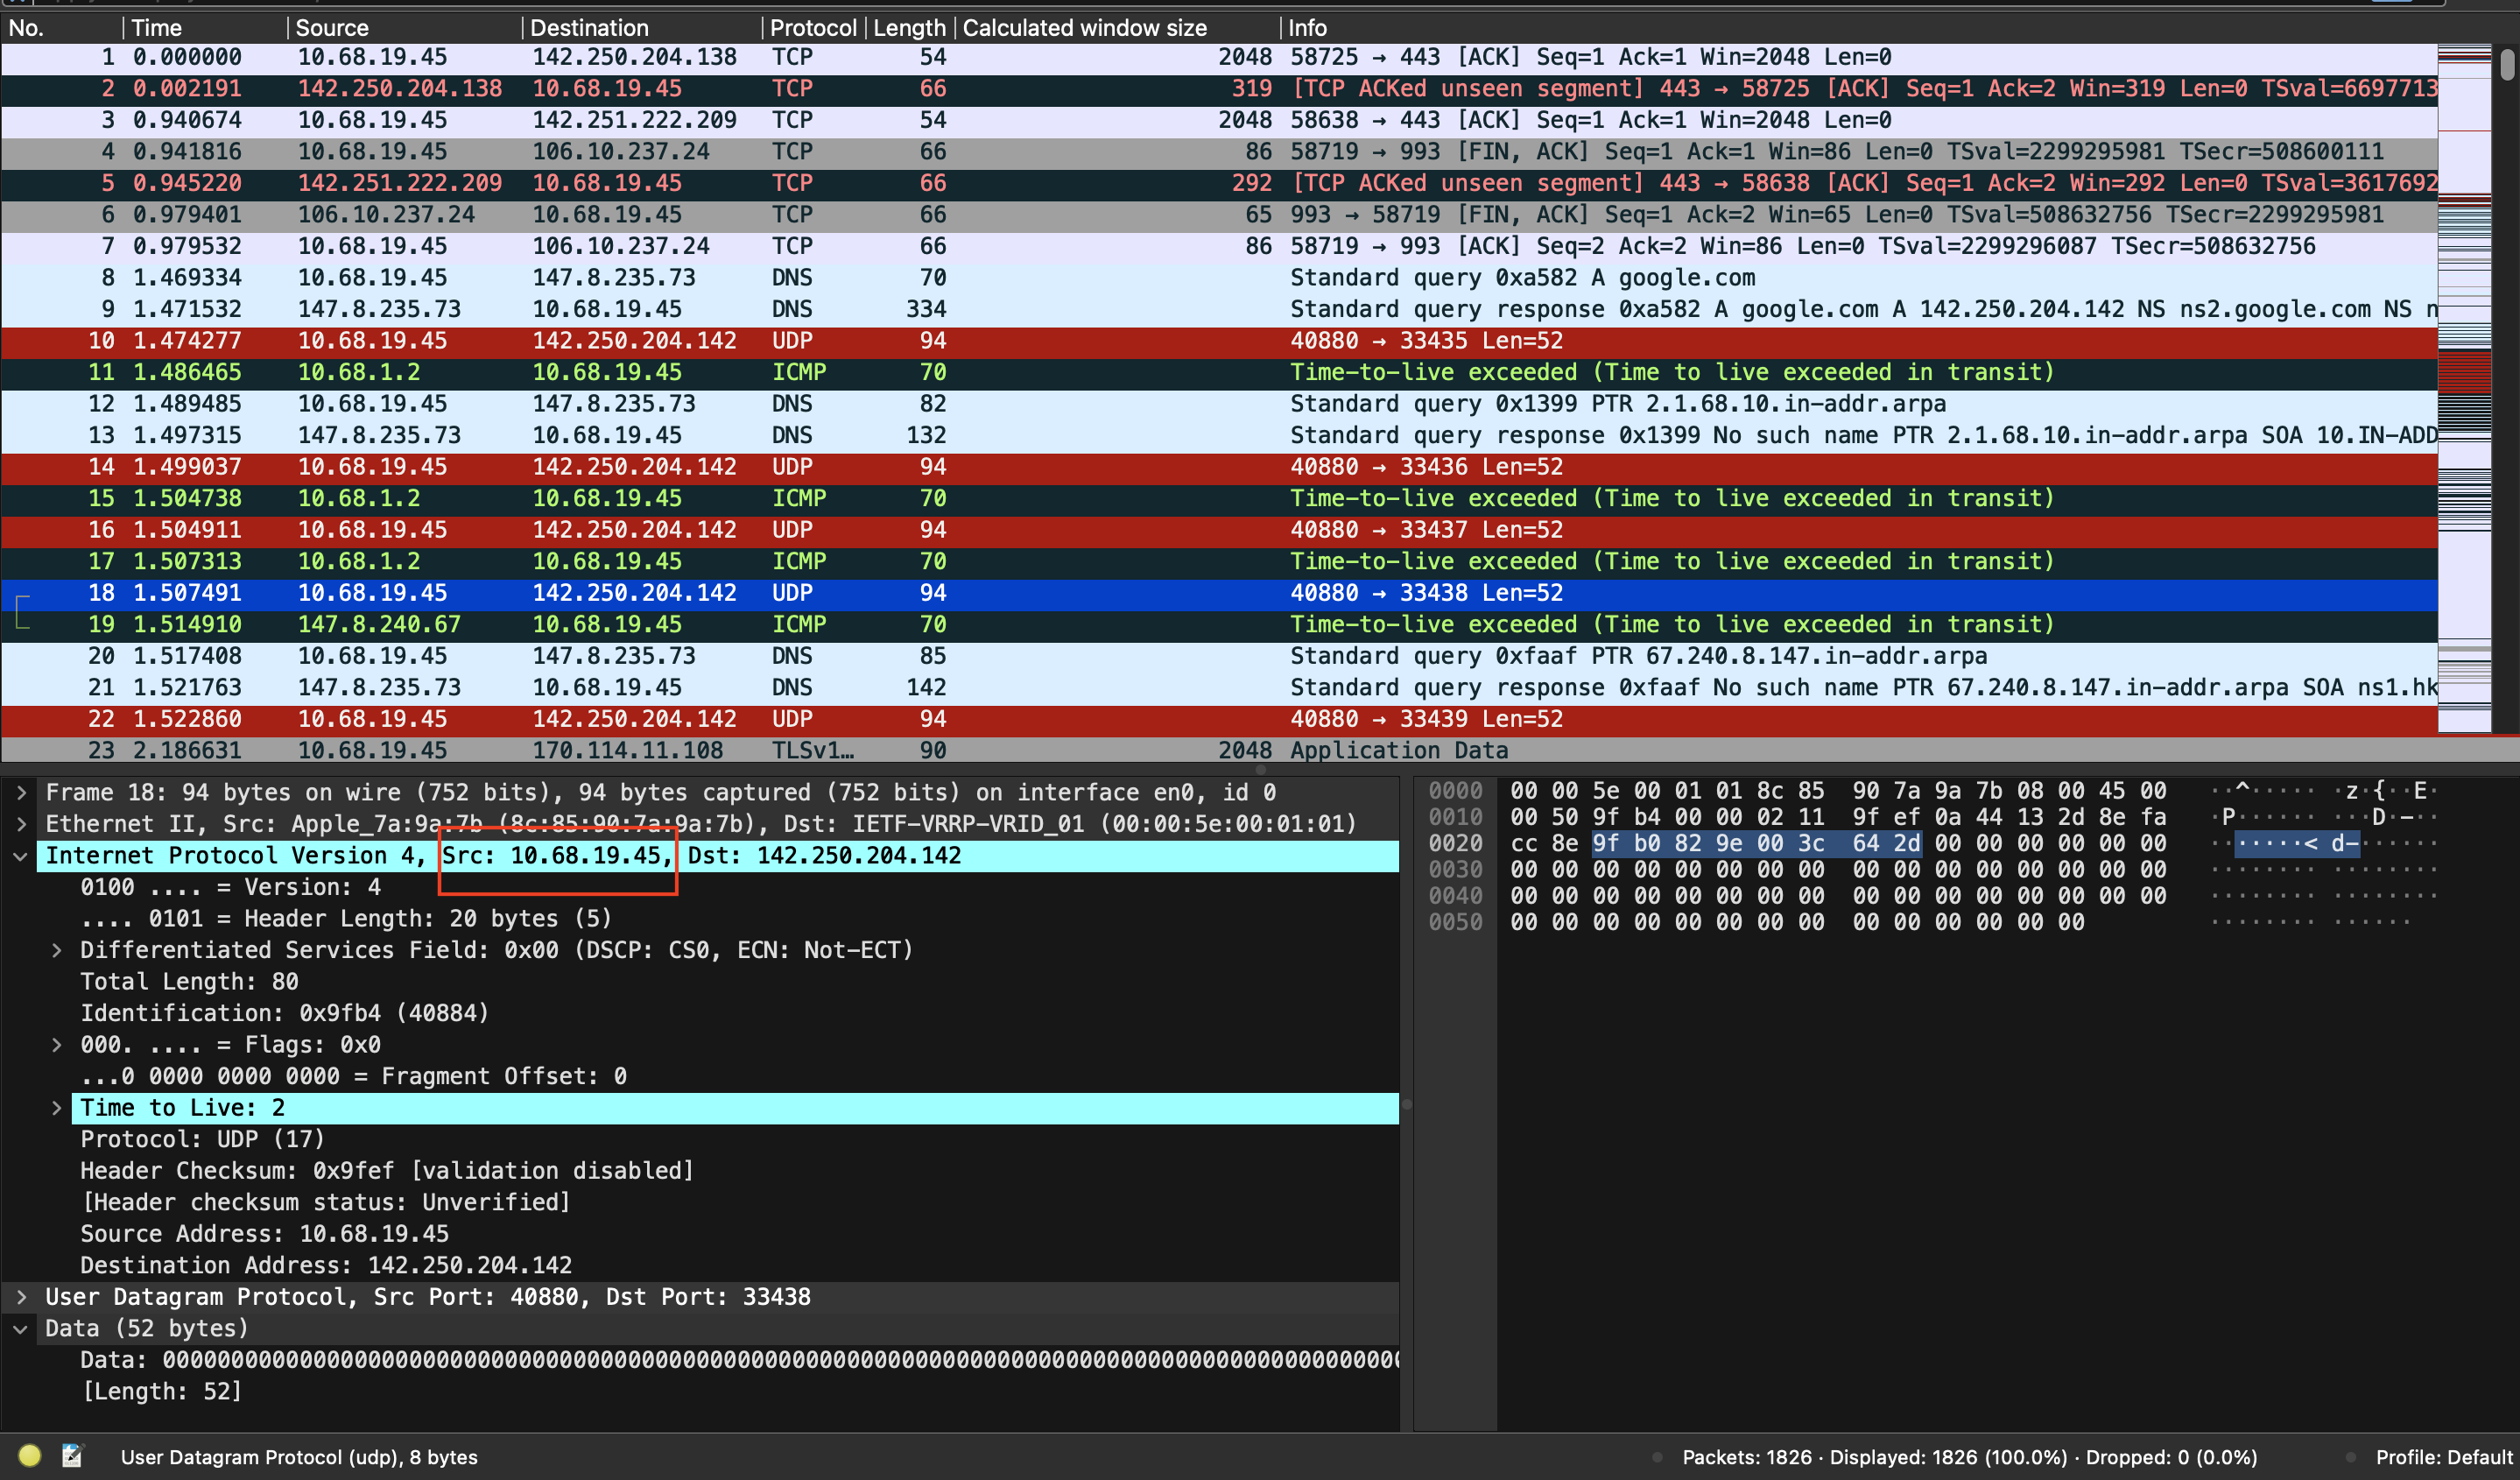 No. Time Source Destination Protocol Length Calculated window size Info
1 0.000000 10.68.19.45 142.250.204.138 TCP 54 2048 58725 → 443 [ACK] Seq=1 Ack=1 Win=2048 Len=0
2 0.002191 142.250.204.138 10.68.19.45 TCP 66 319 [TCP ACKed unseen segment] 443 → 58725 [ACK] Seq=1 Ack=2 Win=319 Len=0 TSval=6697713
3 0.940674 10.68.19.45 142.251.222.209 TCP 54 2048 58638 → 443 [ACK] Seq=1 Ack=1 Win=2048 Len=0
4 0.941816 10.68.19.45 106.10.237.24 TCP 66 86 58719 → 993 [FIN, ACK] Seq=1 Ack=1 Win=86 Len=0 TSval=2299295981 TSecr=508600111
5 0.945220 142.251.222.209 10.68.19.45 TCP 66 292 [TCP ACKed unseen segment] 443 → 58638 [ACK] Seq=1 Ack=2 Win=292 Len=0 TSval=3617692
6 0.979401 106.10.237.24 10.68.19.45 TCP 66 65 993 → 58719 [FIN, ACK] Seq=1 Ack=2 Win=65 Len=0 TSval=508632756 TSecr=2299295981
7 0.979532 10.68.19.45 106.10.237.24 TCP 66 86 58719 → 993 [ACK] Seq=2 Ack=2 Win=86 Len=0 TSval=2299296087 TSecr=508632756
8 1.469334 10.68.19.45 147.8.235.73 DNS 70 Standard query 0xa582 A google.com
9 1.471532 147.8.235.73 10.68.19.45 DNS 334 Standard query response 0xa582 A google.com A 142.250.204.142 NS ns2.google.com NS n
10 1.474277 10.68.19.45 142.250.204.142 UDP 94 40880 → 33435 Len=52
11 1.486465 10.68.1.2 10.68.19.45 ICMP 70 Time-to-live exceeded (Time to live exceeded in transit)
12 1.489485 10.68.19.45 147.8.235.73 DNS 82 Standard query 0x1399 PTR 2.1.68.10.in-addr.arpa
13 1.497315 147.8.235.73 10.68.19.45 DNS 132 Standard query response 0x1399 No such name PTR 2.1.68.10.in-addr.arpa SOA 10.IN-ADD
14 1.499037 10.68.19.45 142.250.204.142 UDP 94 40880 → 33436 Len=52
15 1.504738 10.68.1.2 10.68.19.45 ICMP 70 Time-to-live exceeded (Time to live exceeded in transit)
16 1.504911 10.68.19.45 142.250.204.142 UDP 94 40880 → 33437 Len=52
17 1.507313 10.68.1.2 10.68.19.45 ICMP 70 Time-to-live exceeded (Time to live exceeded in transit)
18 1.507491 10.68.19.45 142.250.204.142 UDP 94 40880 → 33438 Len=52
19 1.514910 147.8.240.67 10.68.19.45 ICMP 70 Time-to-live exceeded (Time to live exceeded in transit)
20 1.517408 10.68.19.45 147.8.235.73 DNS 85 Standard query 0xfaaf PTR 67.240.8.147.in-addr.arpa
21 1.521763 147.8.235.73 10.68.19.45 DNS 142 Standard query response 0xfaaf No such name PTR 67.240.8.147.in-addr.arpa SOA ns1.hk
22 1.522860 10.68.19.45 142.250.204.142 UDP 94 40880 → 33439 Len=52
23 2.186631 10.68.19.45 170.114.11.108 TLSv1… 90 2048 Application Data
Frame 18: 94 bytes on wire (752 bits), 94 bytes captured (752 bits) on interface en0, id 0
Ethernet II, Src: Apple_7a:9a:7b (8c:85:90:7a:9a:7b), Dst: IETF-VRRP-VRID_01 (00:00:5e:00:01:01)
Internet Protocol Version 4, Src: 10.68.19.45, Dst: 142.250.204.142
0100 .... = Version: 4
.... 0101 = Header Length: 20 bytes (5)
Differentiated Services Field: 0x00 (DSCP: CS0, ECN: Not-ECT)
Total Length: 80
Identification: 0x9fb4 (40884)
000. .... = Flags: 0x0
...0 0000 0000 0000 = Fragment Offset: 0
Time to Live: 2
Protocol: UDP (17)
Header Checksum: 0x9fef [validation disabled]
[Header checksum status: Unverified]
Source Address: 10.68.19.45
Destination Address: 142.250.204.142
User Datagram Protocol, Src Port: 40880, Dst Port: 33438
Data (52 bytes)
Data: 000000000000000000000000000000000000000000000000000000000000000000000000000000000000000000
[Length: 52]
0000 00 00 5e 00 01 01 8c 85 90 7a 9a 7b 08 00 45 00 ··^····· ·z·{··E·
0010 00 50 9f b4 00 00 02 11 9f ef 0a 44 13 2d 8e fa ·P······ ···D·-··
0020 cc 8e 9f b0 82 9e 00 3c 64 2d 00 00 00 00 00 00 ·······< d-······
0030 00 00 00 00 00 00 00 00 00 00 00 00 00 00 00 00 ········ ········
0040 00 00 00 00 00 00 00 00 00 00 00 00 00 00 00 00 ········ ········
0050 00 00 00 00 00 00 00 00 00 00 00 00 00 00 ········ ······
User Datagram Protocol (udp), 8 bytes
Packets: 1826 · Displayed: 1826 (100.0%) · Dropped: 0 (0.0%)
Profile: Default